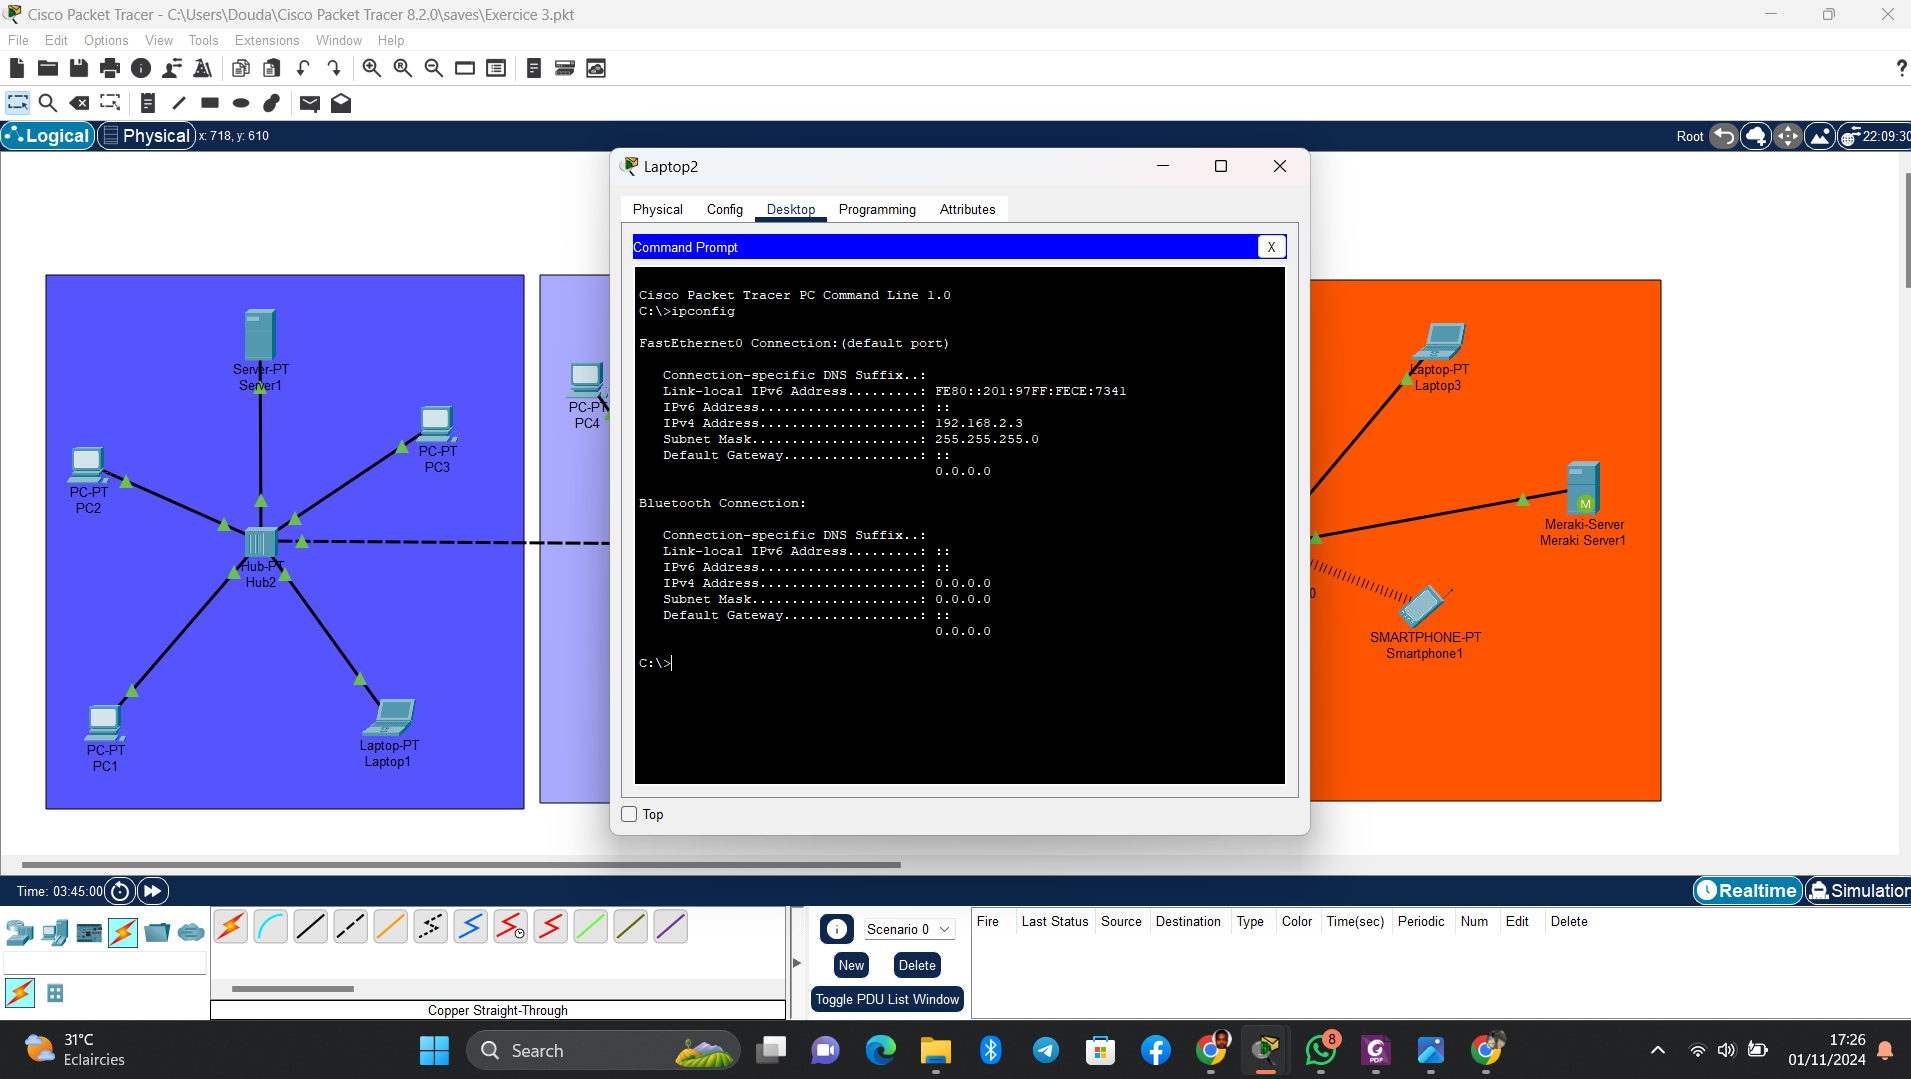 Cisco Packet Tracer - C:\Users\Douda\Cisco Packet Tracer 8.2.0\saves\Exercice 3.pkt
File Edit Options View Tools Extensions Window Help
?
Logical Physical x: 718, y: 610
Root 22:09:30
Laptop2
Physical Config Desktop Programming Attributes
Command Prompt
X
Cisco Packet Tracer PC Command Line 1.0
C:\>ipconfig
FastEthernet0 Connection:(default port)
Connection-specific DNS Suffix..:
Link-local IPv6 Address.........: FE80::201:97FF:FECE:7341
IPv6 Address....................: ::
IPv4 Address....................: 192.168.2.3
Subnet Mask.....................: 255.255.255.0
Default Gateway.................: ::
0.0.0.0
Bluetooth Connection:
Connection-specific DNS Suffix..:
Link-local IPv6 Address.........: ::
IPv6 Address....................: ::
IPv4 Address....................: 0.0.0.0
Subnet Mask.....................: 0.0.0.0
Default Gateway.................: ::
0.0.0.0
C:\>
Top
Server-PT
Server1
PC-PT
PC2
PC-PT
PC3
Hub-PT
Hub2
PC-PT
PC1
Laptop-PT
Laptop1
PC-PT
PC4
Laptop-PT
Laptop3
M
Meraki-Server
Meraki Server1
0
SMARTPHONE-PT
Smartphone1
Time: 03:45:00
Realtime Simulation
Scenario 0
New Delete
Toggle PDU List Window
Fire Last Status Source Destination Type Color Time(sec) Periodic Num Edit Delete
Copper Straight-Through
31°C
Eclaircies
Search
8
PDF
17:26
01/11/2024